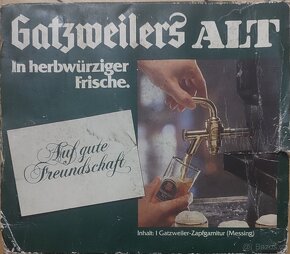 Gatzweilers ALT
In herbwürziger
Frische.
Auf gute
Freundschaft
Inhalt: 1 Gatzweiler-Zapfgarnitur (Messing)